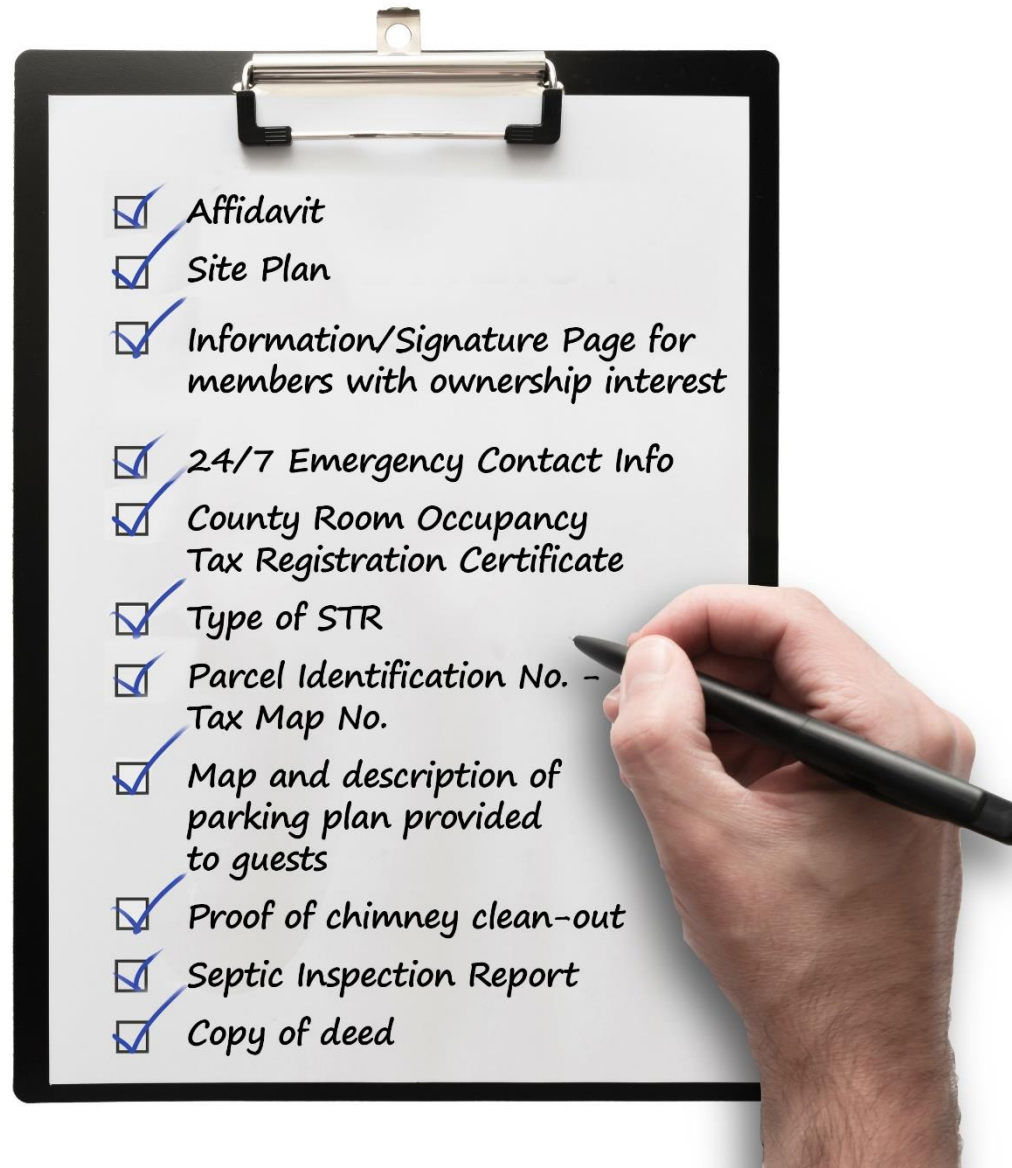 Affidavit
Site Plan
Information/Signature Page for
members with ownership interest
24/7 Emergency Contact Info
County Room Occupancy
Tax Registration Certificate
Type of STR
Parcel Identification No. -
Tax Map No.
Map and description of
parking plan provided
to guests
Proof of chimney clean-out
Septic Inspection Report
Copy of deed